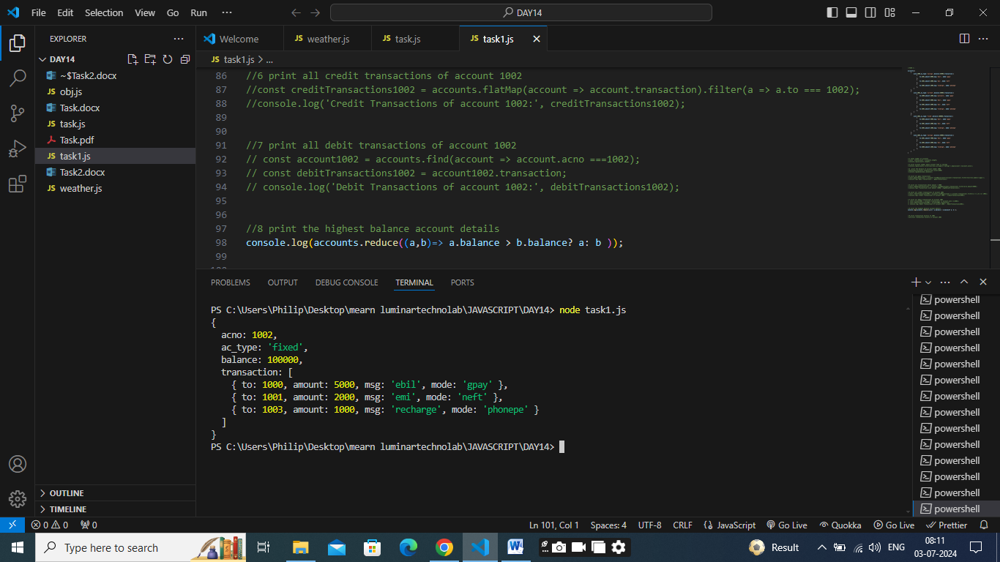 File Edit Selection View Go Run ···
DAY14
EXPLORER ···
DAY14
~$Task2.docx
JS obj.js
Task.docx
JS task.js
Task.pdf
JS task1.js
Task2.docx
JS weather.js
OUTLINE
TIMELINE
Welcome
JS weather.js
JS task.js
JS task1.js
JS task1.js > ...
86 //6 print all credit transactions of account 1002
87 //const creditTransactions1002 = accounts.flatMap(account => account.transaction).filter(a => a.to === 1002);
88 //console.log('Credit Transactions of account 1002:', creditTransactions1002);
89
90
91 //7 print all debit transactions of account 1002
92 // const account1002 = accounts.find(account => account.acno ===1002);
93 // const debitTransactions1002 = account1002.transaction;
94 // console.log('Debit Transactions of account 1002:', debitTransactions1002);
95
96
97 //8 print the highest balance account details
98 console.log(accounts.reduce((a,b)=> a.balance > b.balance? a: b ));
99
PROBLEMS OUTPUT DEBUG CONSOLE TERMINAL PORTS
PS C:\Users\Philip\Desktop\mearn luminartechnolab\JAVASCRIPT\DAY14> node task1.js
{
acno: 1002,
ac_type: 'fixed',
balance: 100000,
transaction: [
{ to: 1000, amount: 5000, msg: 'ebil', mode: 'gpay' },
{ to: 1001, amount: 2000, msg: 'emi', mode: 'neft' },
{ to: 1003, amount: 1000, msg: 'recharge', mode: 'phonepe' }
]
}
PS C:\Users\Philip\Desktop\mearn luminartechnolab\JAVASCRIPT\DAY14>
powershell
powershell
powershell
powershell
powershell
powershell
powershell
powershell
powershell
powershell
powershell
powershell
powershell
powershell
0 0 0 Ln 101, Col 1 Spaces: 4 UTF-8 CRLF {} JavaScript Go Live Quokka Go Live Prettier
Type here to search
Result
ENG
08:11
03-07-2024